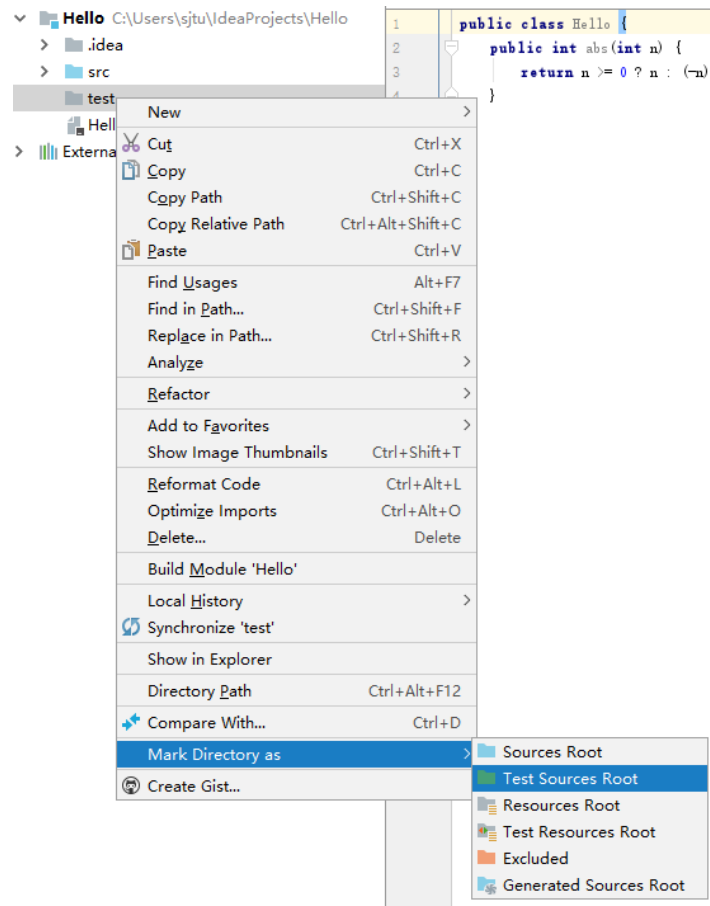 Hello C:\Users\sjtu\IdeaProjects\Hello
.idea
src
test
Hell
Externa
1 public class Hello {
2 public int abs(int n) {
3 return n >= 0 ? n : (-n)
4 }
New
Cut Ctrl+X
Copy Ctrl+C
Copy Path Ctrl+Shift+C
Copy Relative Path Ctrl+Alt+Shift+C
Paste Ctrl+V
Find Usages Alt+F7
Find in Path... Ctrl+Shift+F
Replace in Path... Ctrl+Shift+R
Analyze
Refactor
Add to Favorites
Show Image Thumbnails Ctrl+Shift+T
Reformat Code Ctrl+Alt+L
Optimize Imports Ctrl+Alt+O
Delete... Delete
Build Module 'Hello'
Local History
Synchronize 'test'
Show in Explorer
Directory Path Ctrl+Alt+F12
Compare With... Ctrl+D
Mark Directory as
Create Gist...
Sources Root
Test Sources Root
Resources Root
Test Resources Root
Excluded
Generated Sources Root